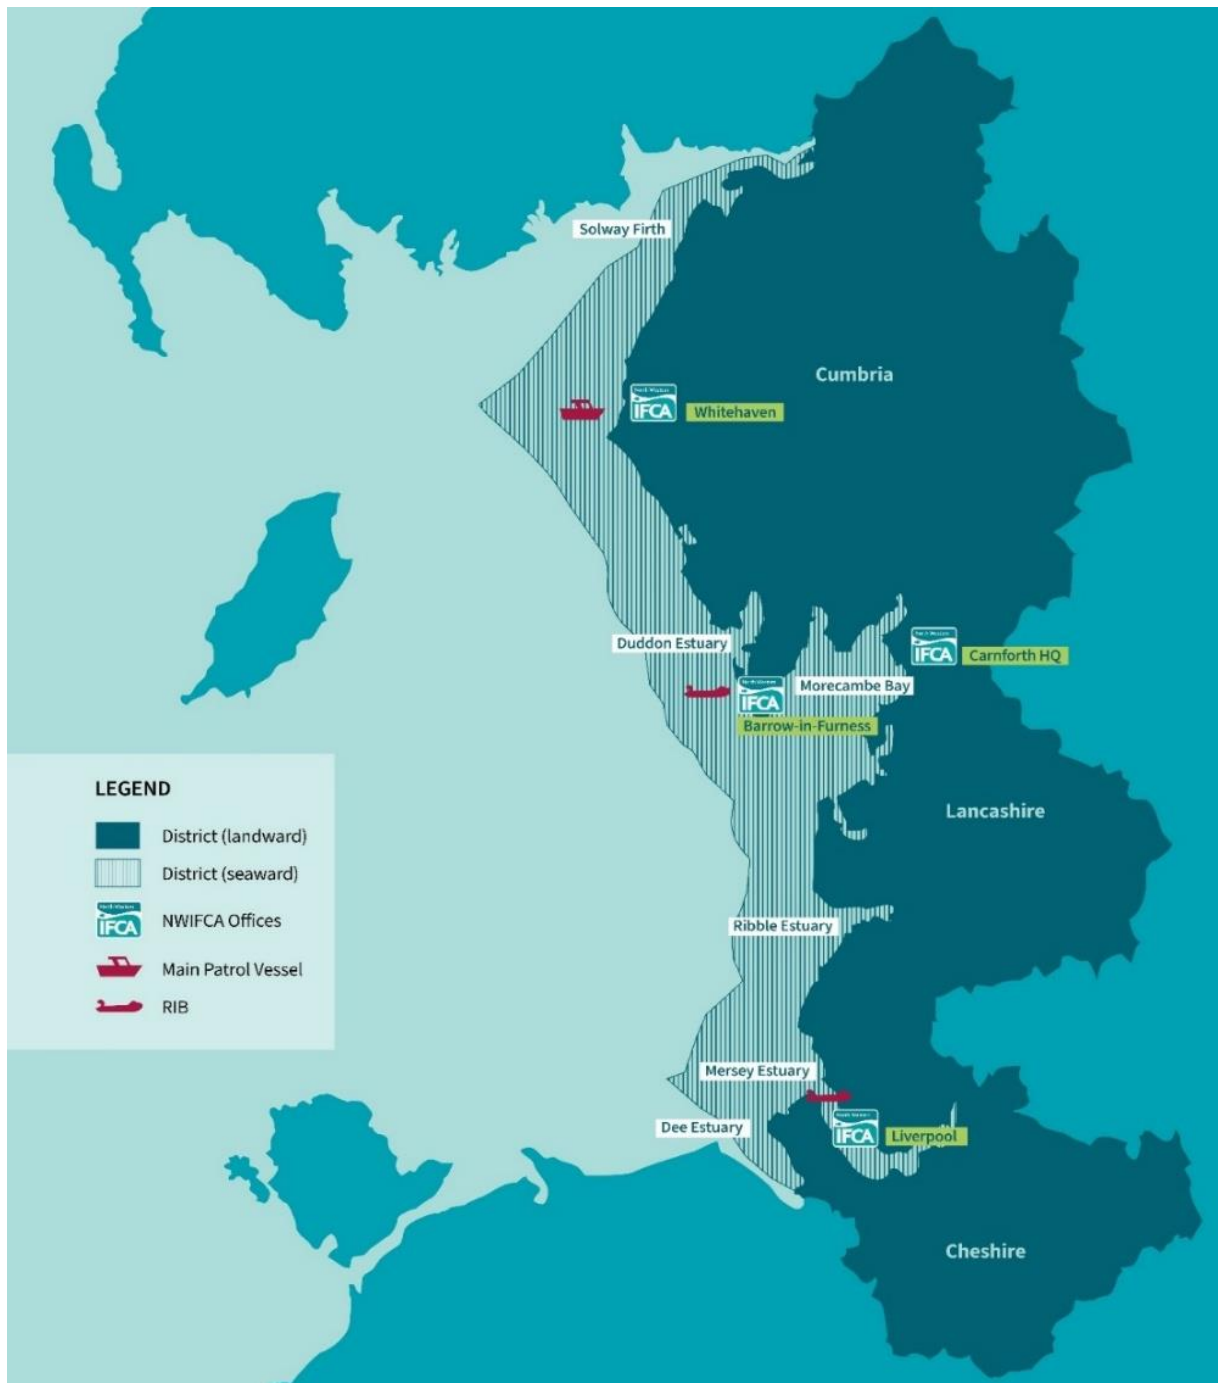 Solway Firth
Cumbria
IFCA
Whitehaven
Duddon Estuary
IFCA
Carnforth HQ
Morecambe Bay
IFCA
Barrow-in-Furness
LEGEND
District (landward)
District (seaward)
IFCA
NWIFCA Offices
Main Patrol Vessel
RIB
Lancashire
Ribble Estuary
Mersey Estuary
Dee Estuary
IFCA
Liverpool
Cheshire